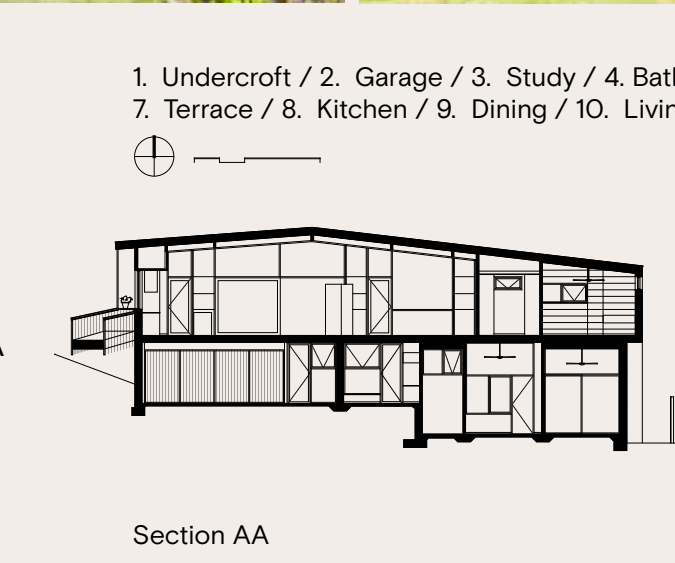 1. Undercroft / 2. Garage / 3. Study / 4.
7. Terrace / 8. Kitchen / 9. Dining / 10.
Section AA